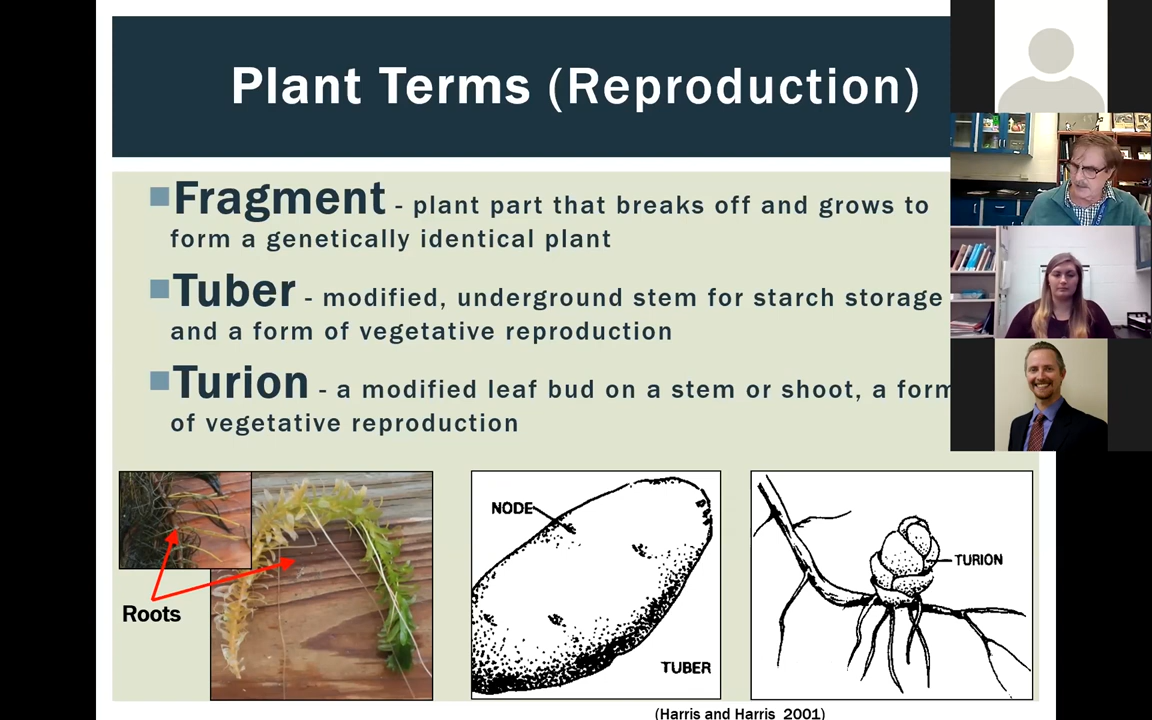 Plant Terms (Reproduction)
Fragment - plant part that breaks off and grows to
form a genetically identical plant
Tuber - modified, underground stem for starch storage
and a form of vegetative reproduction
Turion - a modified leaf bud on a stem or shoot, a form
of vegetative reproduction
Roots
NODE
TUBER
TURION
(Harris and Harris 2001)